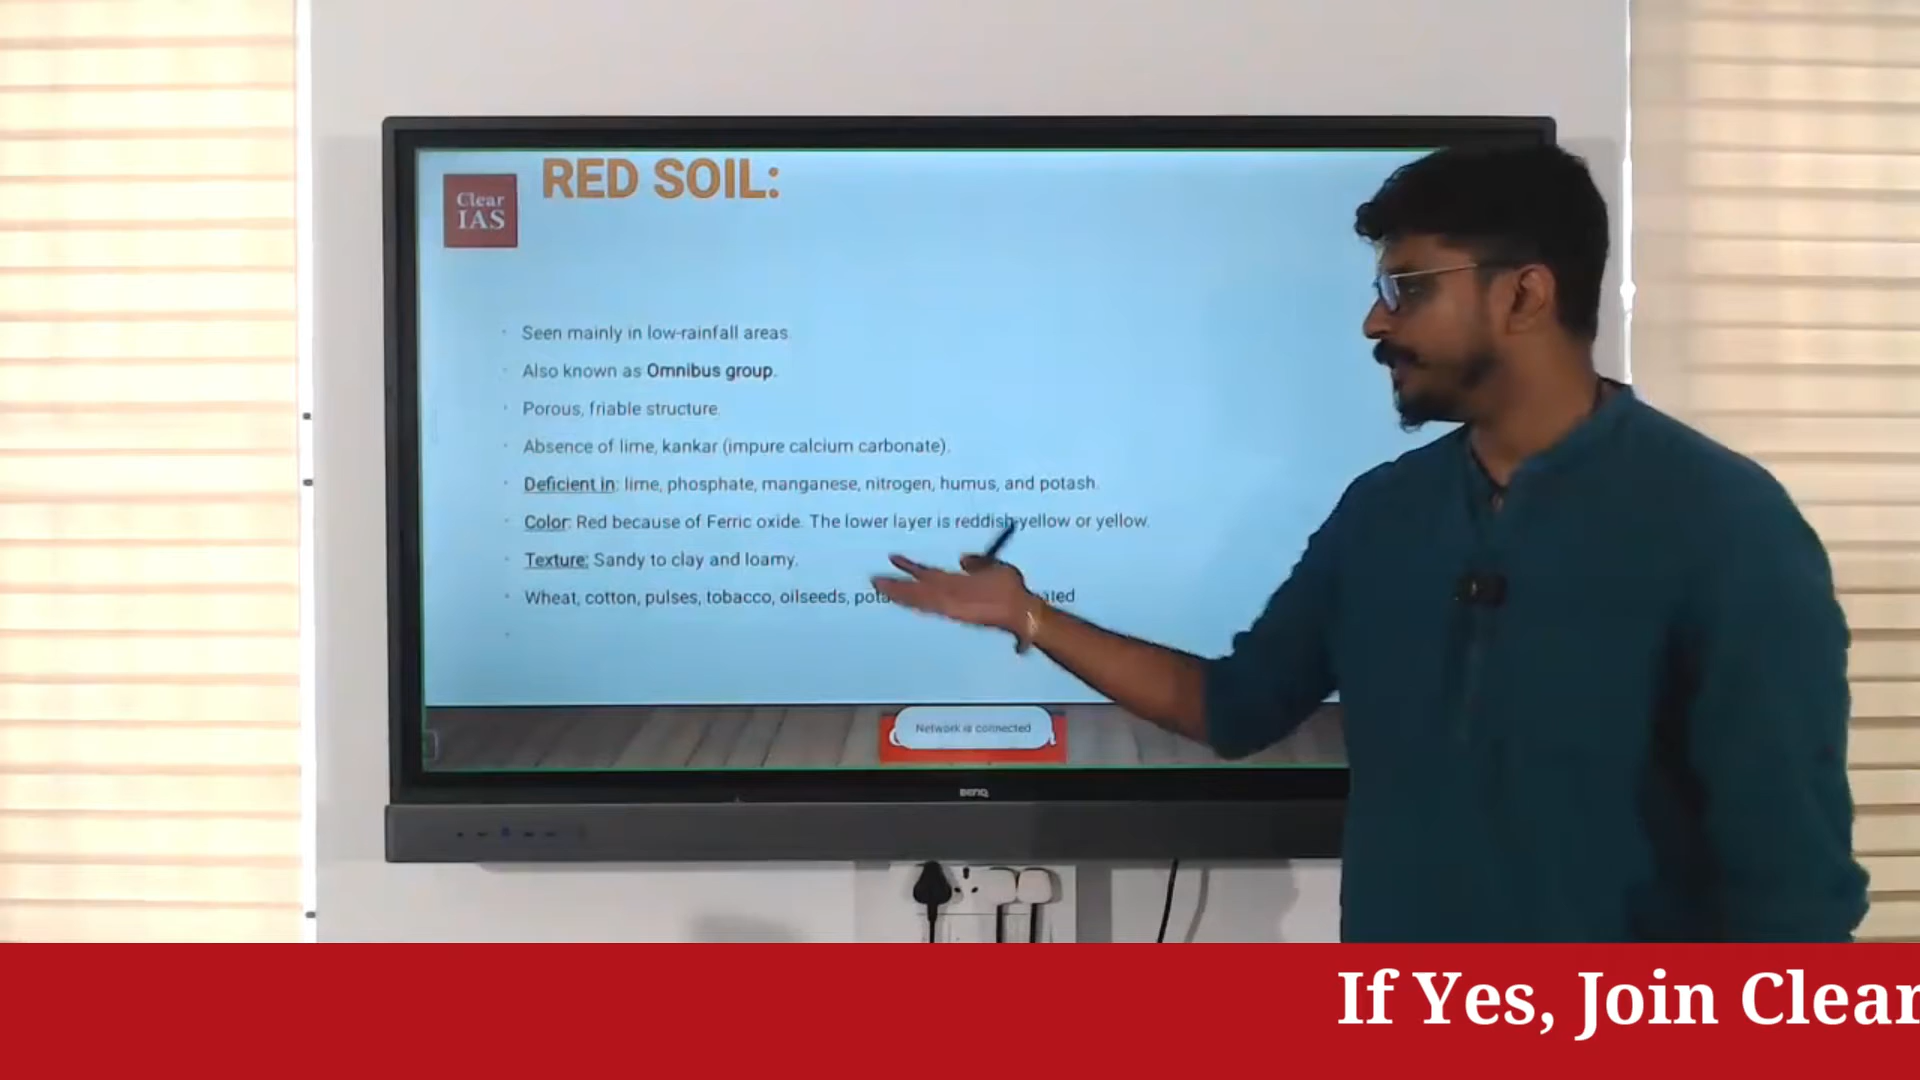 RED SOIL:
Clear
IAS
Seen mainly in low-rainfall areas.
Also known as Omnibus group.
Porous, friable structure.
Absence of lime, kankar (impure calcium carbonate).
Deficient in: lime, phosphate, manganese, nitrogen, humus, and potash.
Color: Red because of Ferric oxide. The lower layer is reddish-yellow or yellow.
Texture: Sandy to clay and loamy.
Wheat, cotton, pulses, tobacco, oilseeds,
Network is connected
BenQ
If Yes, Join Clear